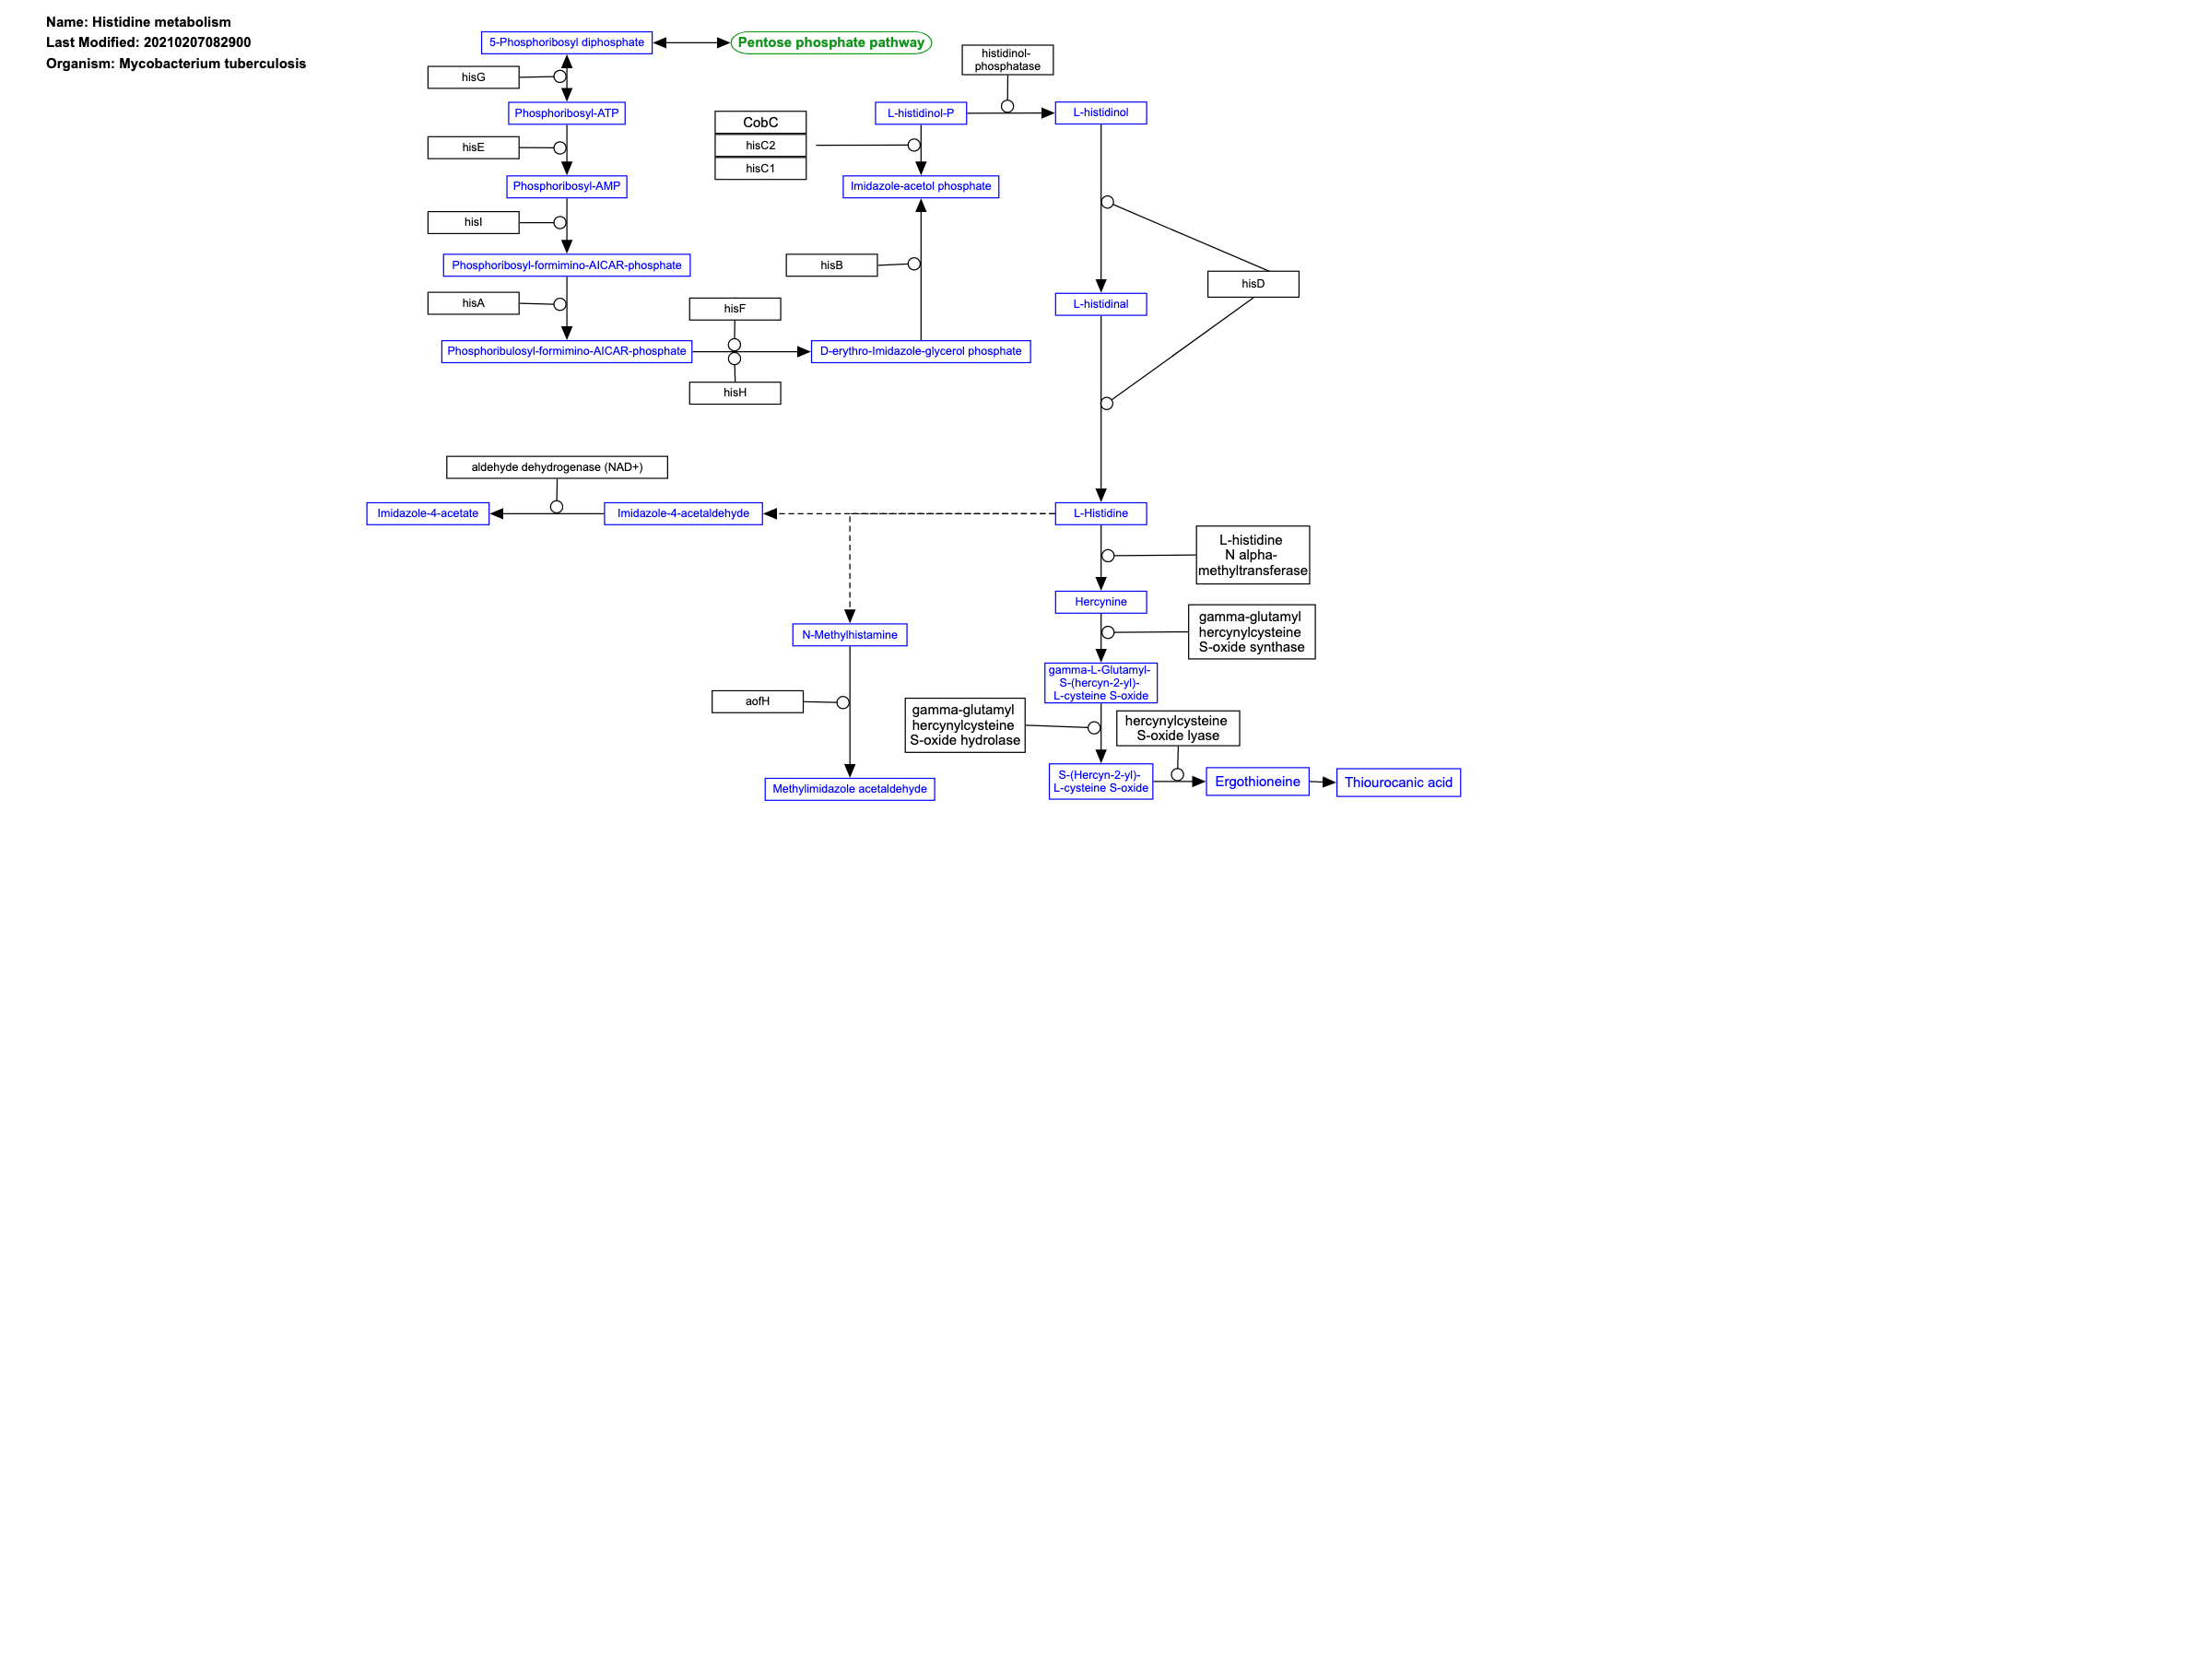 Name: Histidine metabolism
Last Modified: 20210207082900
Organism: Mycobacterium tuberculosis
5-Phosphoribosyl diphosphate
Pentose phosphate pathway
histidinol-
phosphatase
hisG
Phosphoribosyl-ATP
L-histidinol-P
L-histidinol
CobC
hisC2
hisC1
hisE
Phosphoribosyl-AMP
Imidazole-acetol phosphate
hisI
Phosphoribosyl-formimino-AICAR-phosphate
hisB
hisD
hisA
hisF
L-histidinal
Phosphoribulosyl-formimino-AICAR-phosphate
D-erythro-Imidazole-glycerol phosphate
hisH
aldehyde dehydrogenase (NAD+)
Imidazole-4-acetate
Imidazole-4-acetaldehyde
L-Histidine
L-histidine
N alpha-
methyltransferase
Hercynine
gamma-glutamyl
hercynylcysteine
S-oxide synthase
N-Methylhistamine
gamma-L-Glutamyl-
S-(hercyn-2-yl)-
L-cysteine S-oxide
aofH
gamma-glutamyl
hercynylcysteine
S-oxide hydrolase
hercynylcysteine
S-oxide lyase
Methylimidazole acetaldehyde
S-(Hercyn-2-yl)-
L-cysteine S-oxide
Ergothioneine
Thiourocanic acid